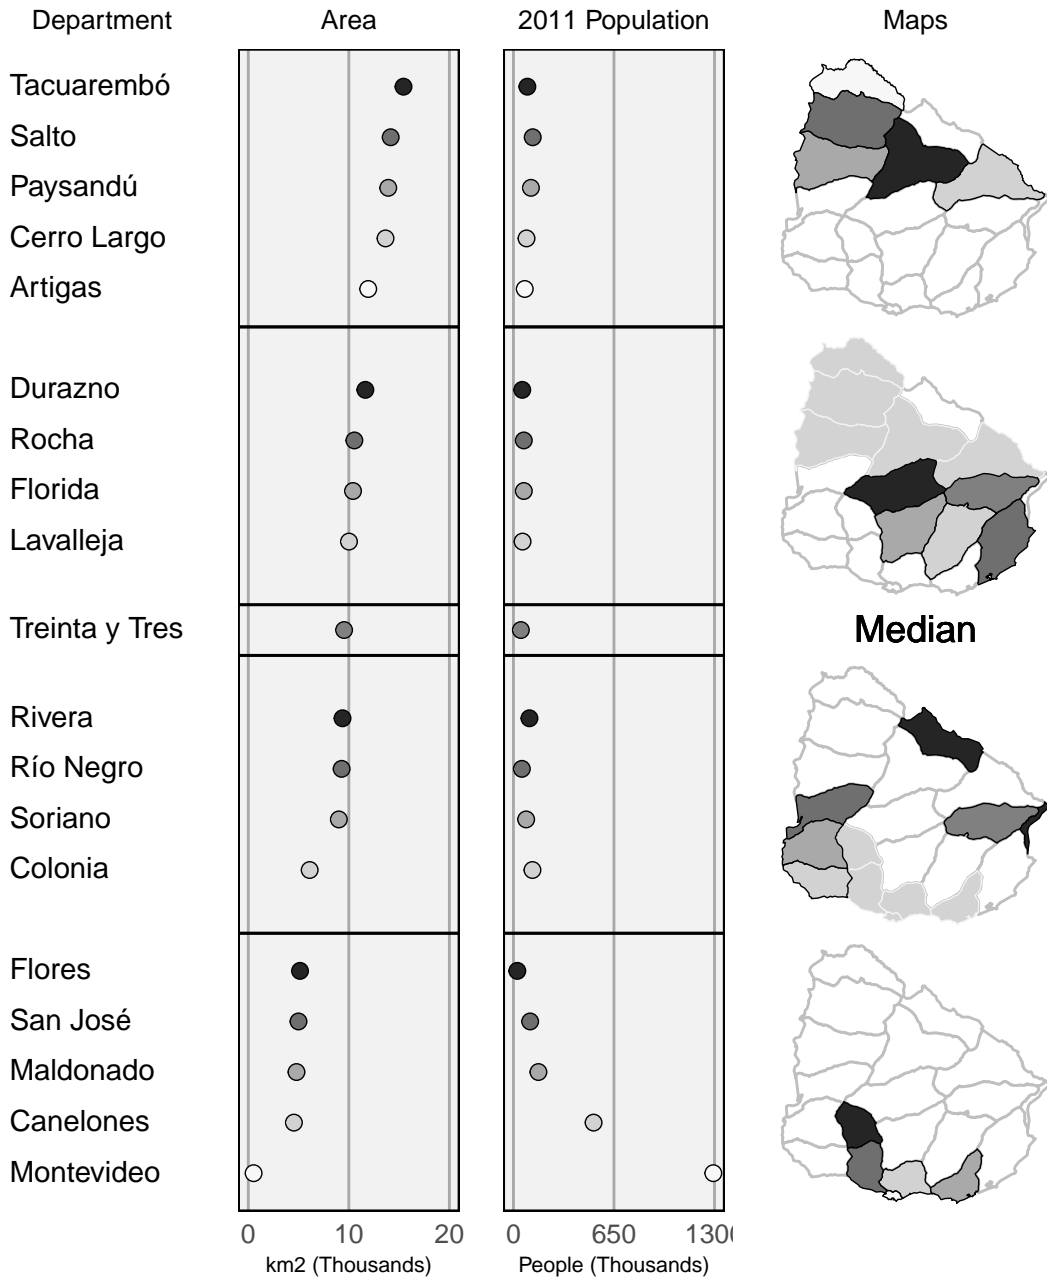 Department Area 2011 Population Maps
Tacuarembó
Salto
Paysandú
Cerro Largo
Artigas
Durazno
Rocha
Florida
Lavalleja
Treinta y Tres Median
Rivera
Río Negro
Soriano
Colonia
Flores
San José
Maldonado
Canelones
Montevideo
0 10 20 0 650 1300
km2 (Thousands) People (Thousands)